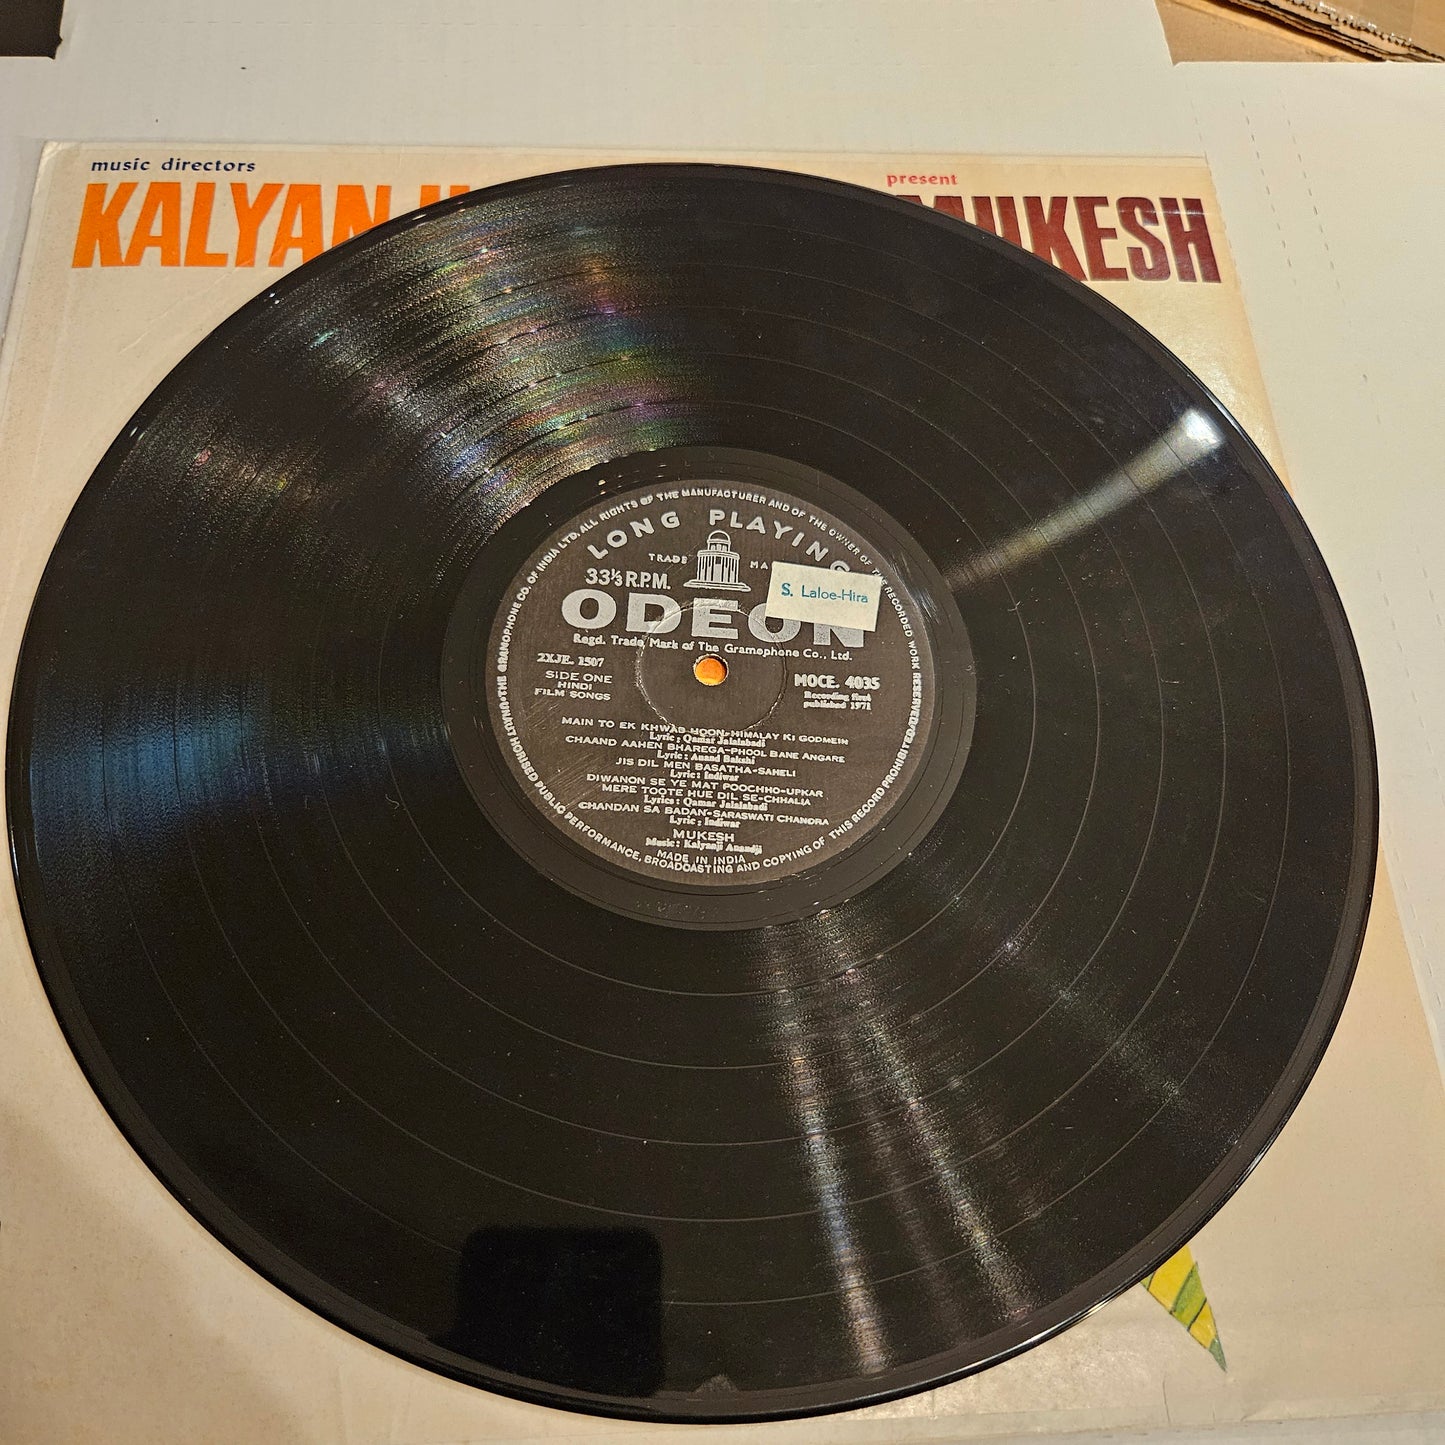 music directors
KALYAN
present
MUKESH
UNAUTHORISED PUBLIC PERFORMANCE, BROADCASTING AND COPYING OF THIS RECORD PROHIBITED
THE GRAMOPHONE CO. OF INDIA LTD. ALL RIGHTS OF THE MANUFACTURER AND OF THE OWNER OF THE RECORDED WORK RESERVED
LONG PLAYING
TRADE
33⅓ R.P.M.
S. Laloe-Hira
ODEON
Regd. Trade Mark of The Gramophone Co., Ltd.
2XJE. 1507
SIDE ONE
HINDI
FILM SONGS
MOCE. 4035
Recording first
published 1971
MAIN TO EK KHWAB HOON-HIMALAY KI GODMEIN
Lyric : Qamar Jalalabadi
CHAAND AAHEN BHAREGA-PHOOL BANE ANGARE
Lyric : Anand Bakshi
JIS DIL MEN BASATHA-SAHELI
Lyric : Indiwar
DIWANON SE YE MAT POOCHHO-UPKAR
MERE TOOTE HUE DIL SE-CHHALIA
Lyrics : Qamar Jalalabadi
CHANDAN SA BADAN-SARASWATI CHANDRA
Lyric : Indiwar
MUKESH
Music : Kalyanji Anandji
MADE IN INDIA